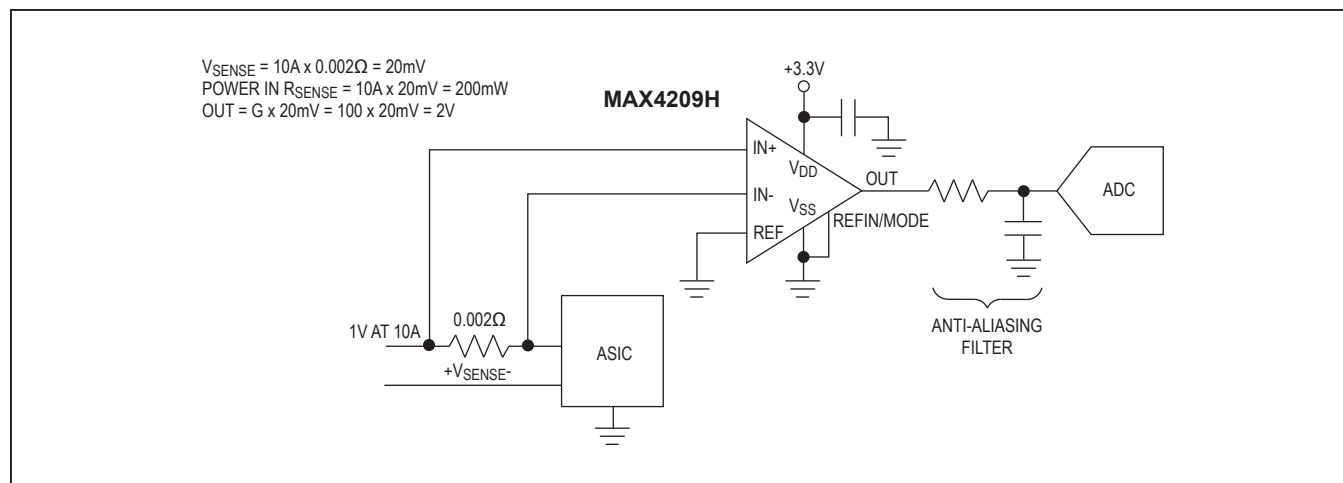 V_SENSE = 10A x 0.002Ω = 20mV
POWER IN R_SENSE = 10A x 20mV = 200mW
OUT = G x 20mV = 100 x 20mV = 2V
MAX4209H
+3.3V
IN+
V_DD
IN-
OUT
V_SS
REF
REFIN/MODE
ADC
ANTI-ALIASING
FILTER
1V AT 10A
0.002Ω
+V_SENSE-
ASIC